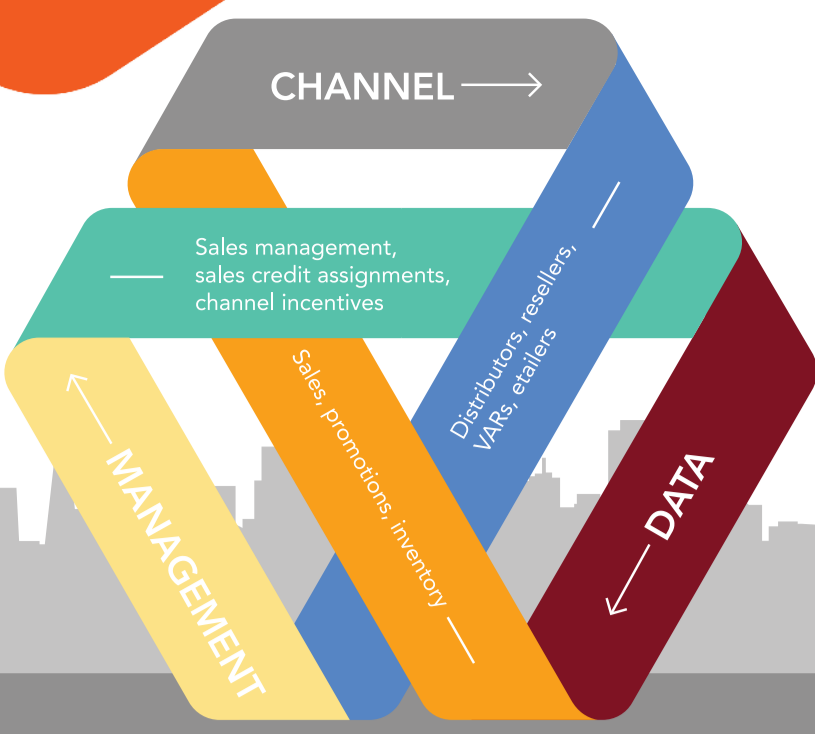 CHANNEL
Sales management,
sales credit assignments,
channel incentives
Distributors, resellers,
VARs, etailers
Sales, promotions, inventory
MANAGEMENT
DATA